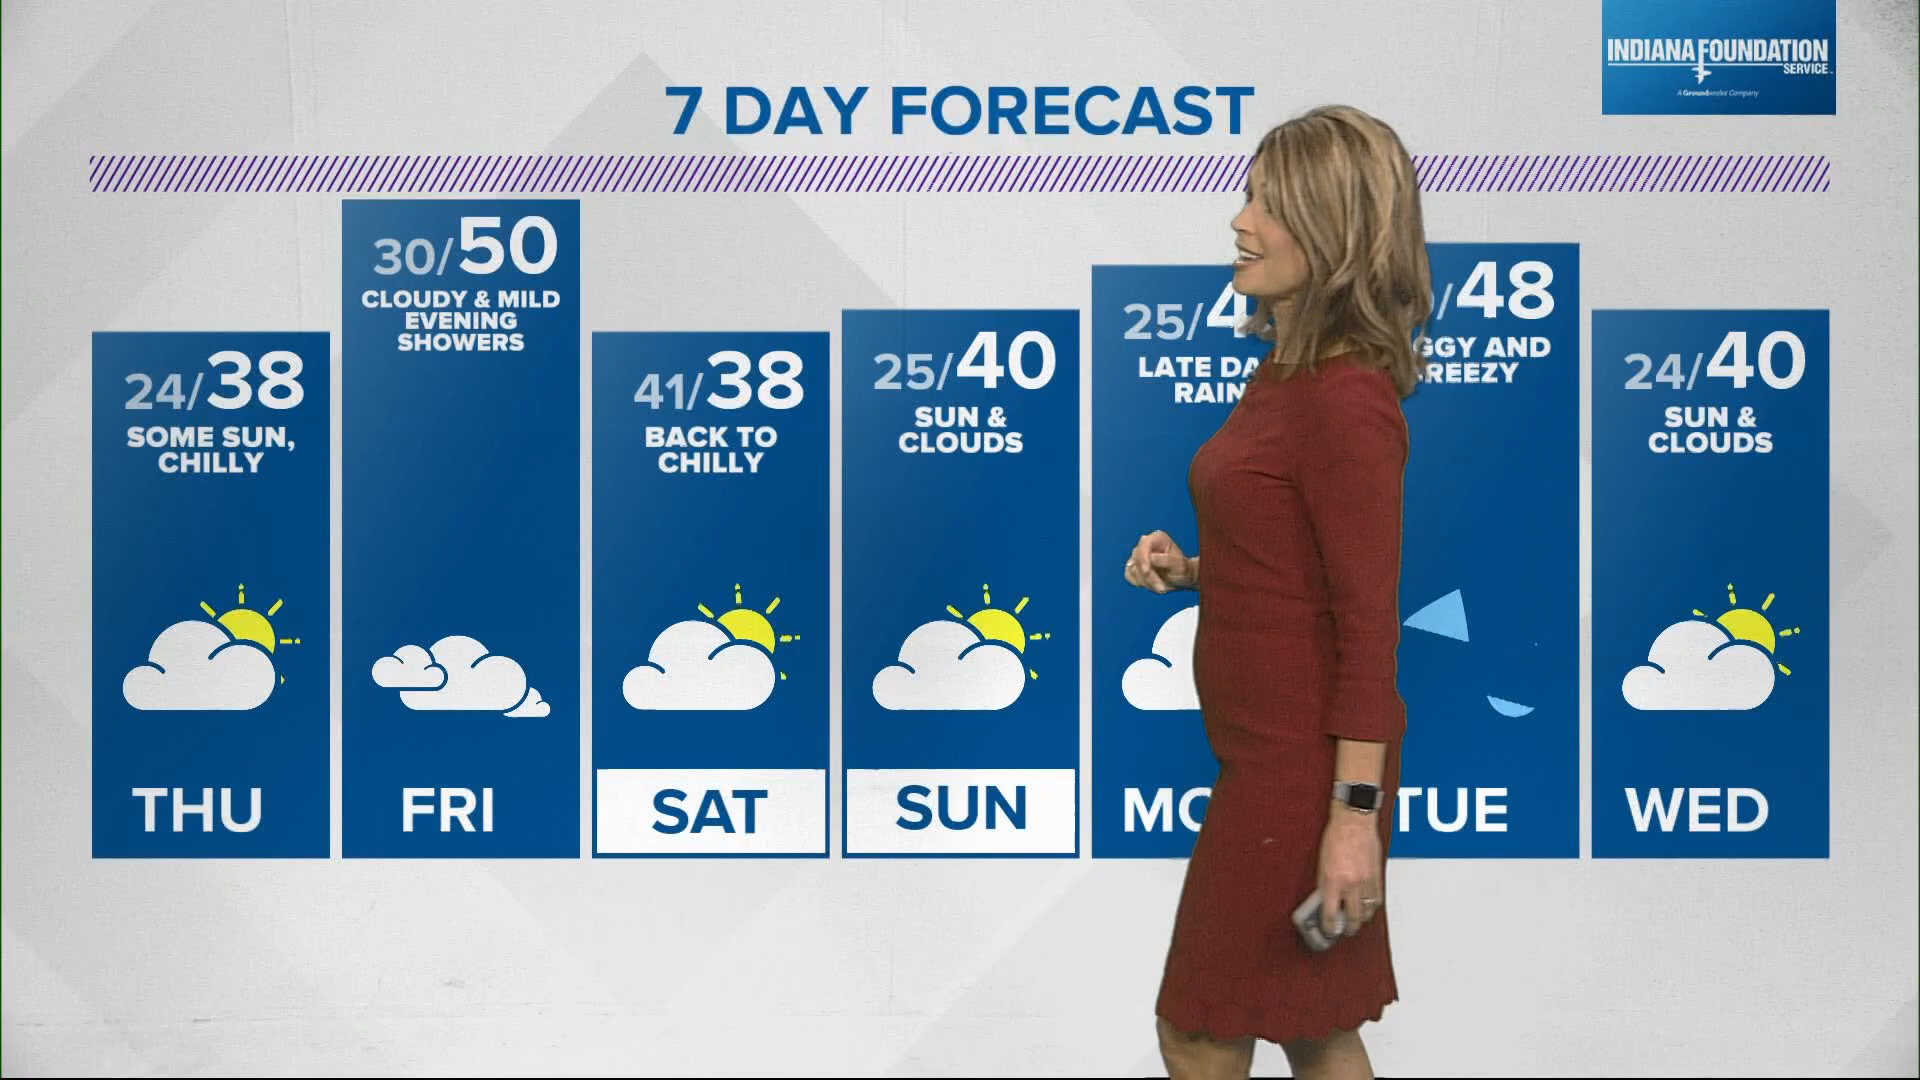 INDIANA FOUNDATION
SERVICE
A Groundworks Company
7 DAY FORECAST
24/38
SOME SUN,
CHILLY
THU
30/50
CLOUDY & MILD
EVENING
SHOWERS
FRI
41/38
BACK TO
CHILLY
SAT
25/40
SUN &
CLOUDS
SUN
25/4
LATE DA
RAIN
MO
/48
GGY AND
REEZY
TUE
24/40
SUN &
CLOUDS
WED